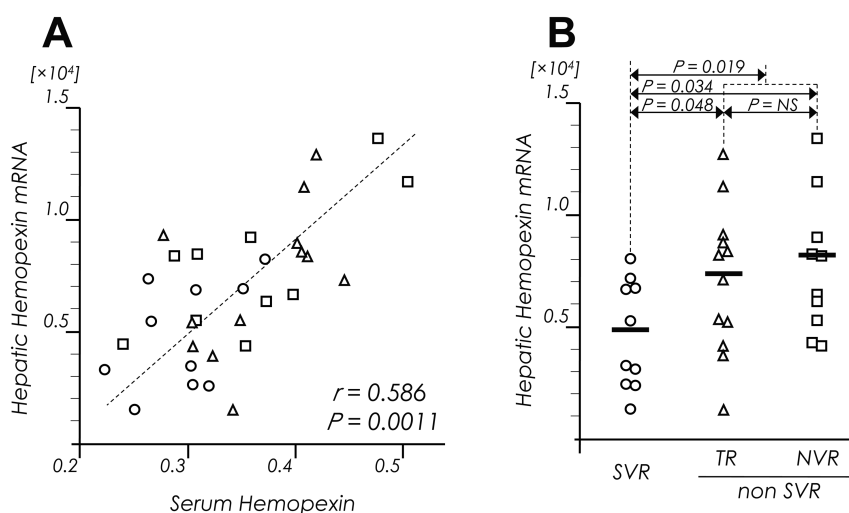 A
[×10⁴]
1.5
1.0
0.5
Hepatic Hemopexin mRNA
r = 0.586
P = 0.0011
0.2
0.3
0.4
0.5
Serum Hemopexin
B
[×10⁴]
P = 0.019
P = 0.034
P = 0.048
P = NS
1.5
1.0
0.5
Hepatic Hemopexin mRNA
SVR
TR
NVR
non SVR